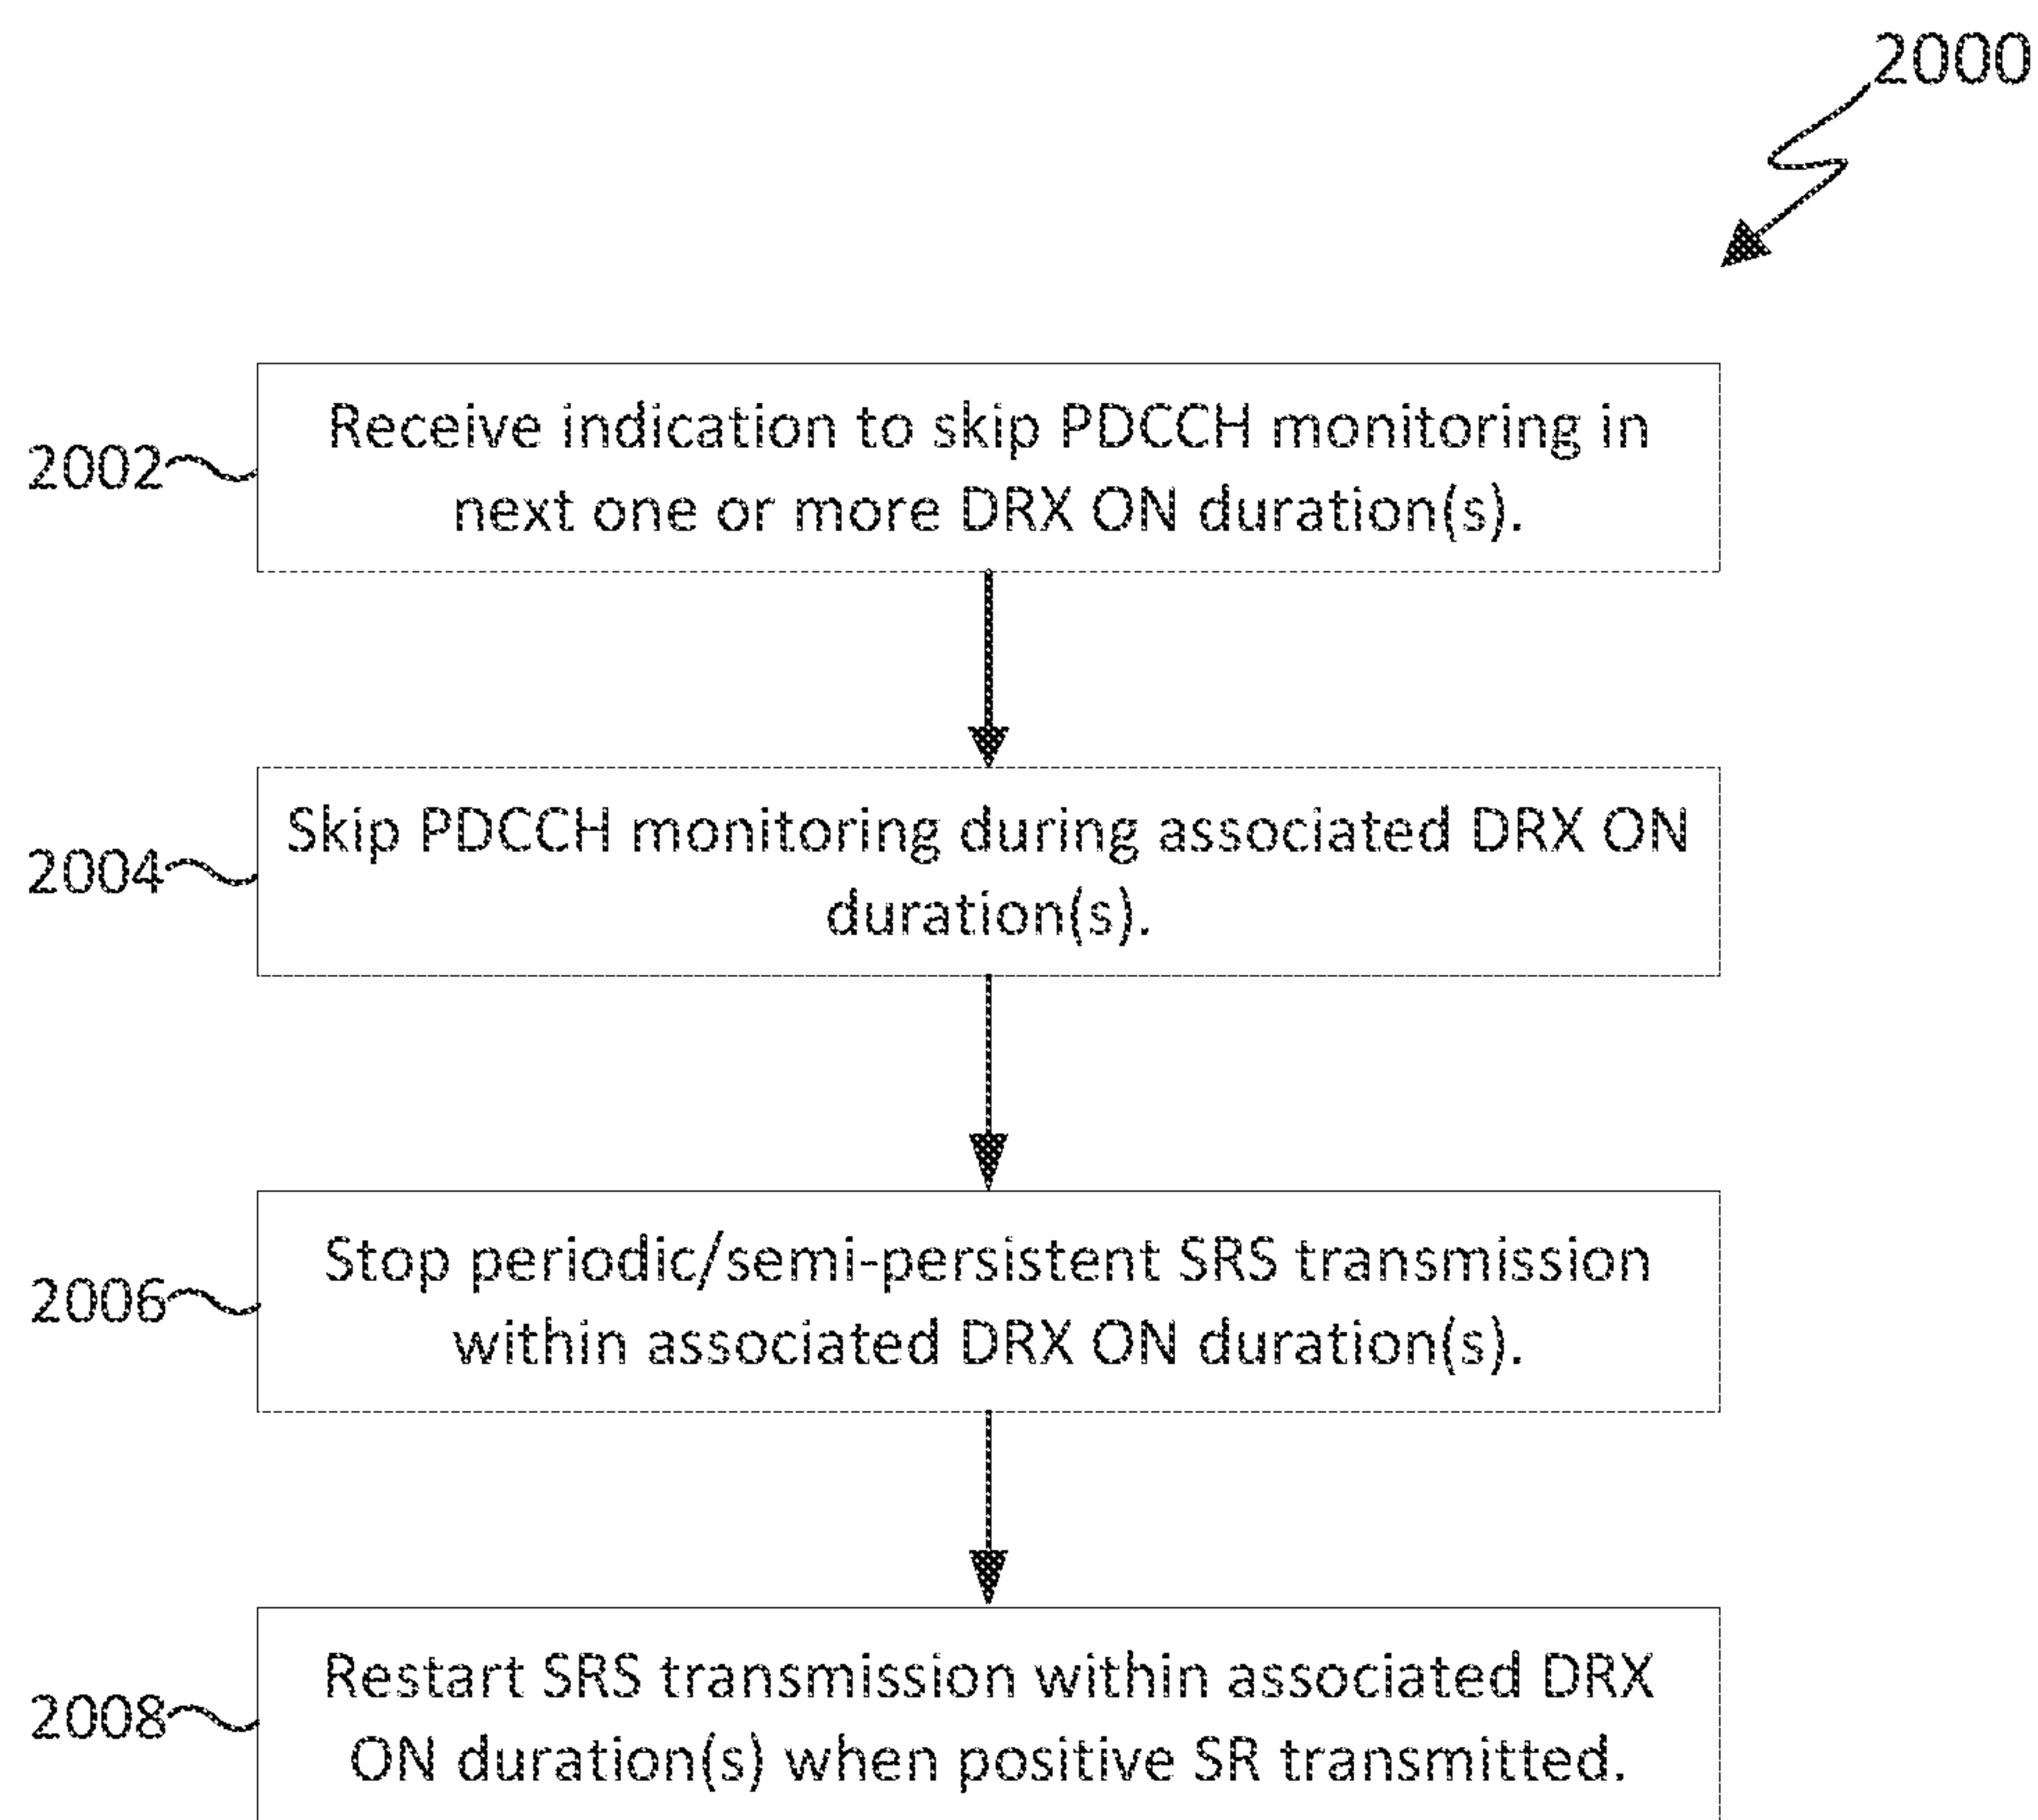 2000
2002
Receive indication to skip PDCCH monitoring in
next one or more DRX ON duration(s).
2004
Skip PDCCH monitoring during associated DRX ON
duration(s).
2006
Stop periodic/semi-persistent SRS transmission
within associated DRX ON duration(s).
2008
Restart SRS transmission within associated DRX
ON duration(s) when positive SR transmitted.